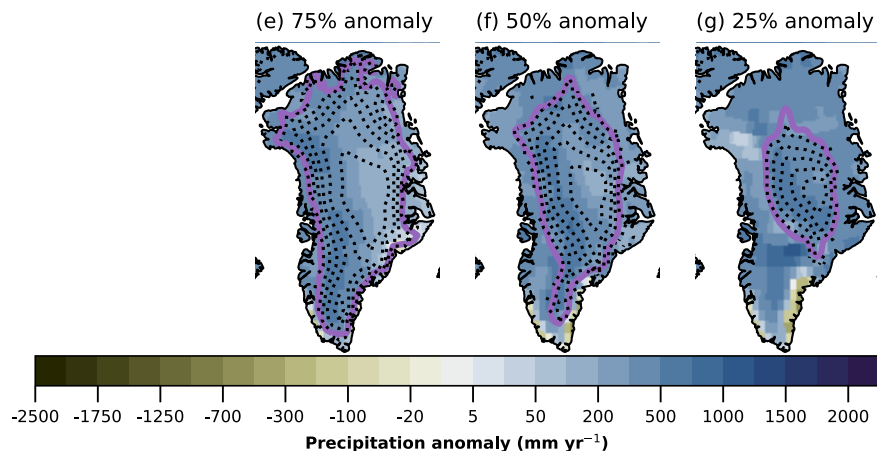 (e) 75% anomaly (f) 50% anomaly (g) 25% anomaly
-2500 -1750 -1250 -700 -300 -100 -20 5 50 200 500 1000 1500 2000
Precipitation anomaly (mm yr⁻¹)